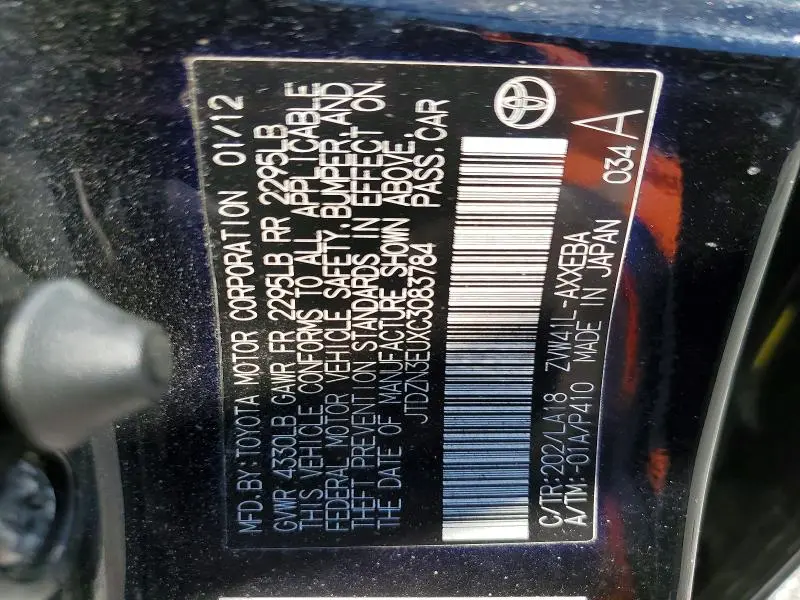 MFD.BY:TOYOTA MOTOR CORPORATION 01/12
GVWR 4330LB GAWR FR 2295LB RR 2295LB
THIS VEHICLE CONFORMS TO ALL APPLICABLE
FEDERAL MOTOR VEHICLE SAFETY,BUMPER,AND
THEFT PREVENTION STANDARDS IN EFFECT ON
THE DATE OF MANUFACTURE SHOWN ABOVE.
JTDZN3EUXC3083784 PASS.CAR
C/TR:202/LA18 ZVW41L-AXXEBA 034 A
A/TM:-01A/P410 MADE IN JAPAN